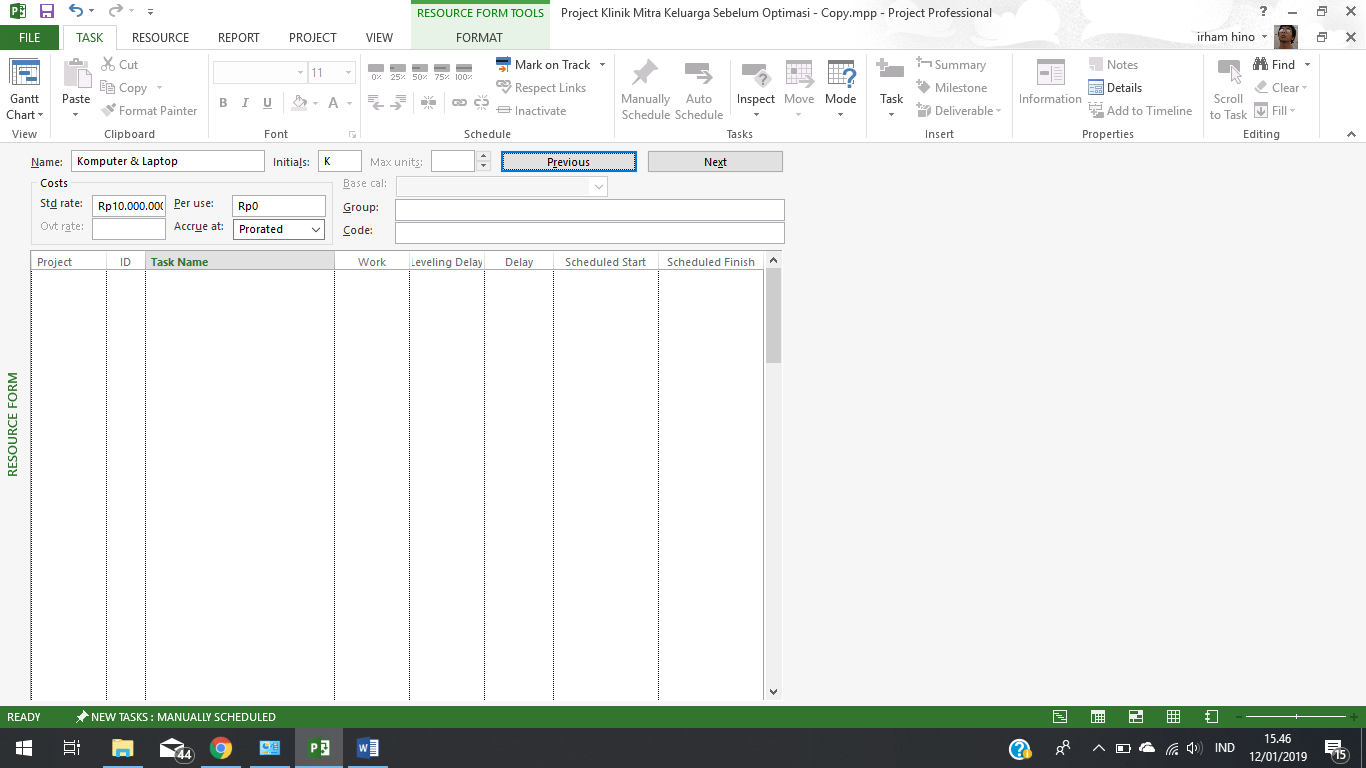 RESOURCE FORM TOOLS Project Klinik Mitra Keluarga Sebelum Optimasi - Copy.mpp - Project Professional ?
FILE TASK RESOURCE REPORT PROJECT VIEW FORMAT irham hino
Gantt Chart
View
Paste
Cut
Copy
Format Painter
Clipboard
11
B I U A
Font
0% 25% 50% 75% 100%
Mark on Track
Respect Links
Inactivate
Schedule
Manually Schedule
Auto Schedule
Inspect
Move
Mode
Tasks
Task
Summary
Milestone
Deliverable
Insert
Information
Notes
Details
Add to Timeline
Properties
Scroll to Task
Find
Clear
Fill
Editing
Name: Komputer & Laptop Initials: K Max units: Previous Next
Costs Base cal:
Std rate: Rp10.000.000 Per use: Rp0 Group:
Ovt rate: Accrue at: Prorated Code:
Project ID Task Name Work Leveling Delay Delay Scheduled Start Scheduled Finish
RESOURCE FORM
READY NEW TASKS : MANUALLY SCHEDULED
44 IND 15.46
12/01/2019 15